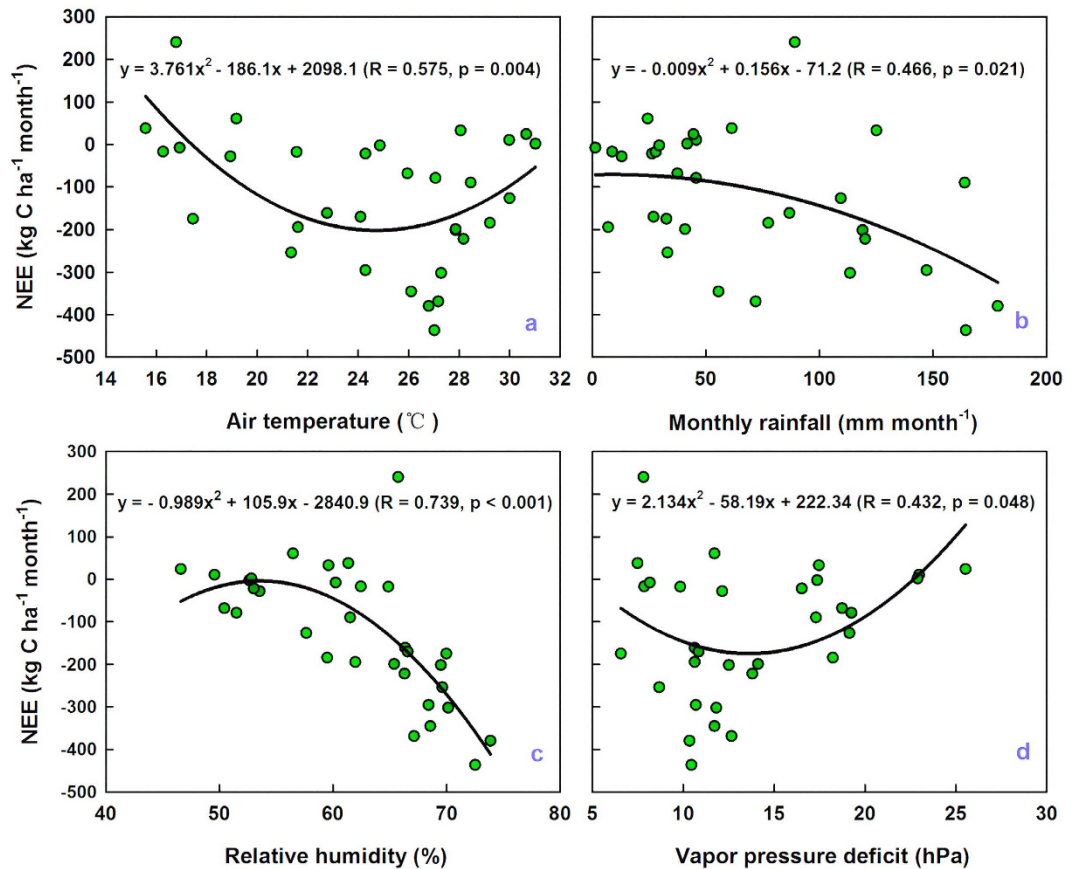 300
200
100
0
-100
-200
-300
-400
-500
NEE (kg C ha⁻¹ month⁻¹)
y = 3.761x² - 186.1x + 2098.1 (R = 0.575, p = 0.004)
a
14 16 18 20 22 24 26 28 30 32
Air temperature (℃ )
y = - 0.009x² + 0.156x - 71.2 (R = 0.466, p = 0.021)
b
0 50 100 150 200
Monthly rainfall (mm month⁻¹)
300
200
100
0
-100
-200
-300
-400
-500
NEE (kg C ha⁻¹ month⁻¹)
y = - 0.989x² + 105.9x - 2840.9 (R = 0.739, p < 0.001)
c
40 50 60 70 80
Relative humidity (%)
y = 2.134x² - 58.19x + 222.34 (R = 0.432, p = 0.048)
d
5 10 15 20 25 30
Vapor pressure deficit (hPa)